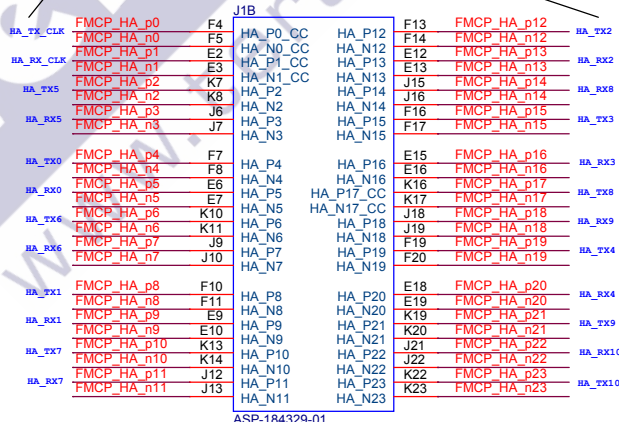 J1B
HA_TX_CLK FMCP_HA_p0 F4 HA_P0_CC HA_P12 F13 FMCP_HA_p12 HA_TX2
FMCP_HA_n0 F5 HA_N0_CC HA_N12 F14 FMCP_HA_n12
HA_RX_CLK FMCP_HA_p1 E2 HA_P1_CC HA_P13 E12 FMCP_HA_p13 HA_RX2
FMCP_HA_n1 E3 HA_N1_CC HA_N13 E13 FMCP_HA_n13
HA_TX5 FMCP_HA_p2 K7 HA_P2 HA_P14 J15 FMCP_HA_p14 HA_RX8
FMCP_HA_n2 K8 HA_N2 HA_N14 J16 FMCP_HA_n14
HA_RX5 FMCP_HA_p3 J6 HA_P3 HA_P15 F16 FMCP_HA_p15 HA_TX3
FMCP_HA_n3 J7 HA_N3 HA_N15 F17 FMCP_HA_n15
HA_TX0 FMCP_HA_p4 F7 HA_P4 HA_P16 E15 FMCP_HA_p16 HA_RX3
FMCP_HA_n4 F8 HA_N4 HA_N16 E16 FMCP_HA_n16
HA_RX0 FMCP_HA_p5 E6 HA_P5 HA_P17_CC K16 FMCP_HA_p17 HA_TX8
FMCP_HA_n5 E7 HA_N5 HA_N17_CC K17 FMCP_HA_n17
HA_TX6 FMCP_HA_p6 K10 HA_P6 HA_P18 J18 FMCP_HA_p18 HA_RX9
FMCP_HA_n6 K11 HA_N6 HA_N18 J19 FMCP_HA_n18
HA_RX6 FMCP_HA_p7 J9 HA_P7 HA_P19 F19 FMCP_HA_p19 HA_TX4
FMCP_HA_n7 J10 HA_N7 HA_N19 F20 FMCP_HA_n19
HA_TX1 FMCP_HA_p8 F10 HA_P8 HA_P20 E18 FMCP_HA_p20 HA_RX4
FMCP_HA_n8 F11 HA_N8 HA_N20 E19 FMCP_HA_n20
HA_RX1 FMCP_HA_p9 E9 HA_P9 HA_P21 K19 FMCP_HA_p21 HA_TX9
FMCP_HA_n9 E10 HA_N9 HA_N21 K20 FMCP_HA_n21
HA_TX7 FMCP_HA_p10 K13 HA_P10 HA_P22 J21 FMCP_HA_p22 HA_RX10
FMCP_HA_n10 K14 HA_N10 HA_N22 J22 FMCP_HA_n22
HA_RX7 FMCP_HA_p11 J12 HA_P11 HA_P23 K22 FMCP_HA_p23 HA_TX10
FMCP_HA_n11 J13 HA_N11 HA_N23 K23 FMCP_HA_n23
ASP-184329-01
www.ter